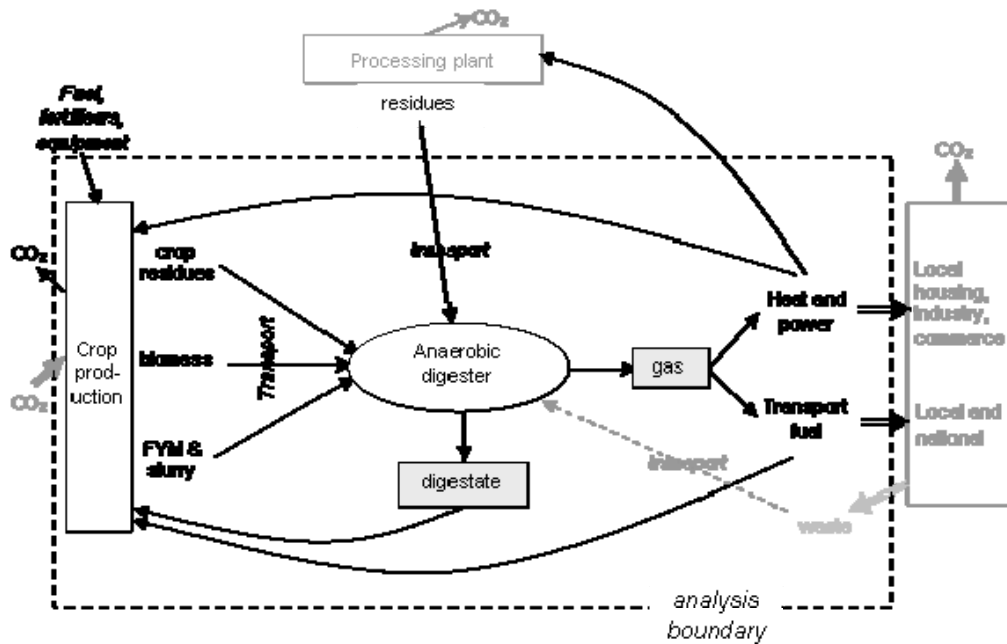 CO₂
Processing plant
residues
Fuel,
fertilisers,
equipment
CO₂
transport
CO₂
crop
residues
Heat and
power
Local
housing,
industry,
commerce
Crop
prod-
uction
biomass
Transport
Anaerobic
digester
gas
CO₂
Transport
fuel
Local and
national
FYM &
slurry
digestate
transport
waste
analysis
boundary